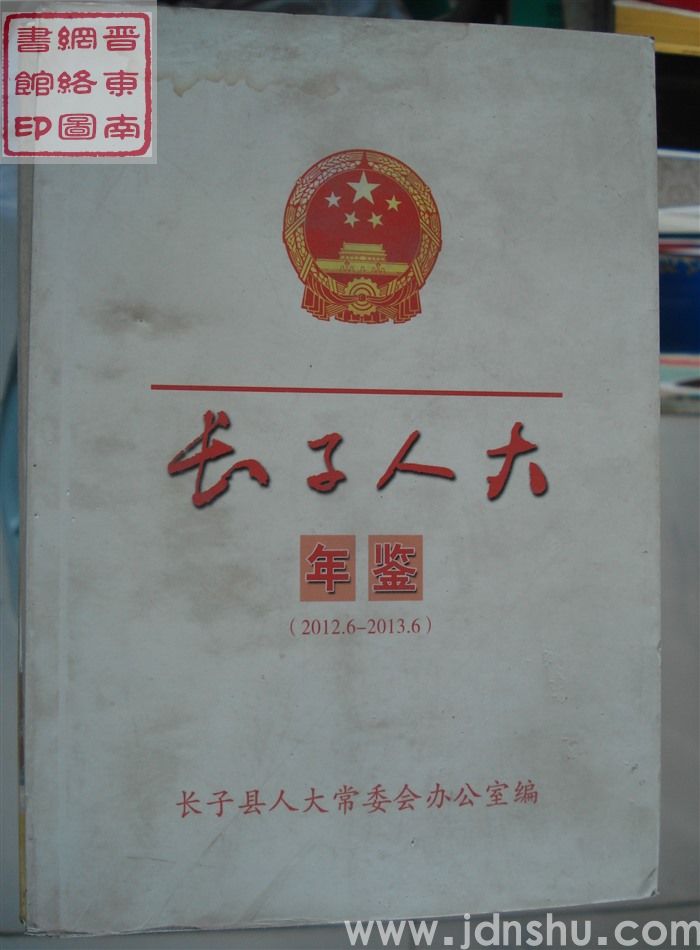 晋東南
網絡圖
書館印
长子人大
年鉴
（2012.6-2013.6）
长子县人大常委会办公室编
www.jdnshu.com